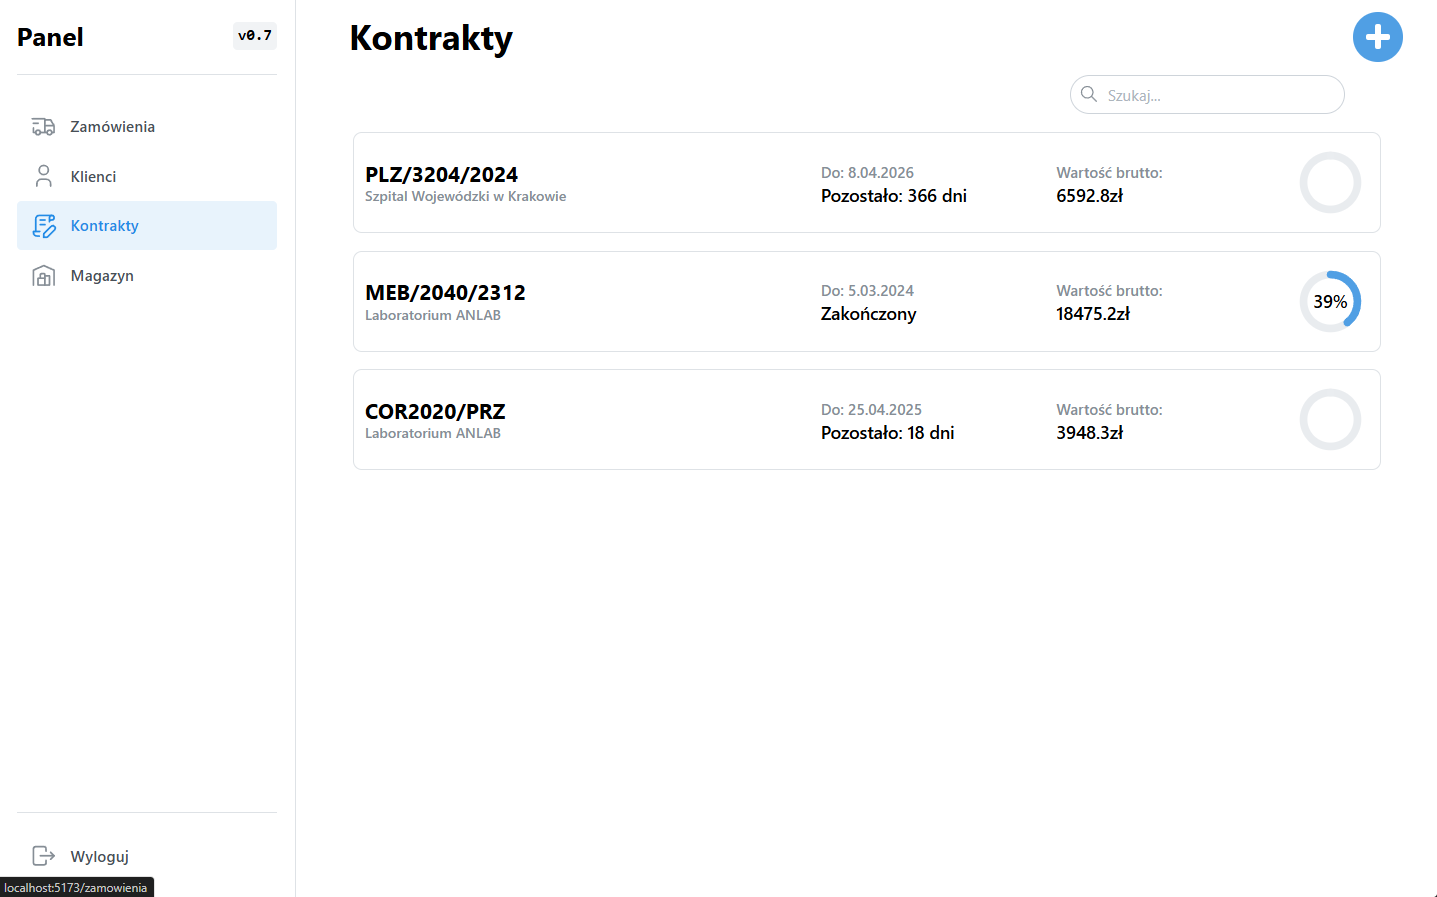 Panel
v0.7
Zamówienia
Klienci
Kontrakty
Magazyn
Wyloguj
localhost:5173/zamowienia
Kontrakty
Szukaj...
PLZ/3204/2024
Szpital Wojewódzki w Krakowie
Do: 8.04.2026
Pozostało: 366 dni
Wartość brutto:
6592.8zł
MEB/2040/2312
Laboratorium ANLAB
Do: 5.03.2024
Zakończony
Wartość brutto:
18475.2zł
39%
COR2020/PRZ
Laboratorium ANLAB
Do: 25.04.2025
Pozostało: 18 dni
Wartość brutto:
3948.3zł